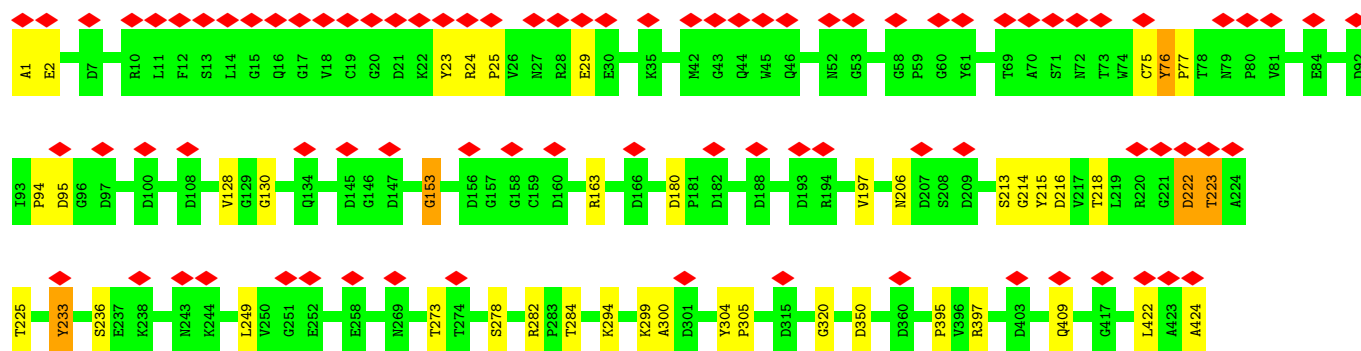 A1 E2 D7 R10 L11 F12 S13 L14 G15 Q16 G17 V18 C19 G20 D21 K22 Y23 R24 P25 V26 N27 R28 E29 E30 K35 M42 G43 Q44 W45 Q46 N52 G53 G58 P59 G60 Y61 T69 A70 S71 N72 T73 W74 C75 Y76 P77 T78 N79 P80 V81 E84 D92
I93 P94 D95 G96 D97 D100 D108 V128 G129 G130 Q134 D145 G146 D147 G153 D156 G157 G158 C159 D160 R163 D166 D180 P181 D182 D188 D193 R194 V197 N206 D207 S208 D209 S213 G214 Y215 D216 V217 T218 L219 R220 G221 D222 T223 A224
T225 Y233 S236 E237 K238 N243 K244 L249 V250 G251 E252 E258 N269 T273 T274 S278 R282 P283 T284 K294 K299 A300 D301 Y304 P305 D315 G320 D350 D360 P395 V396 R397 D403 Q409 G417 L422 A423 A424